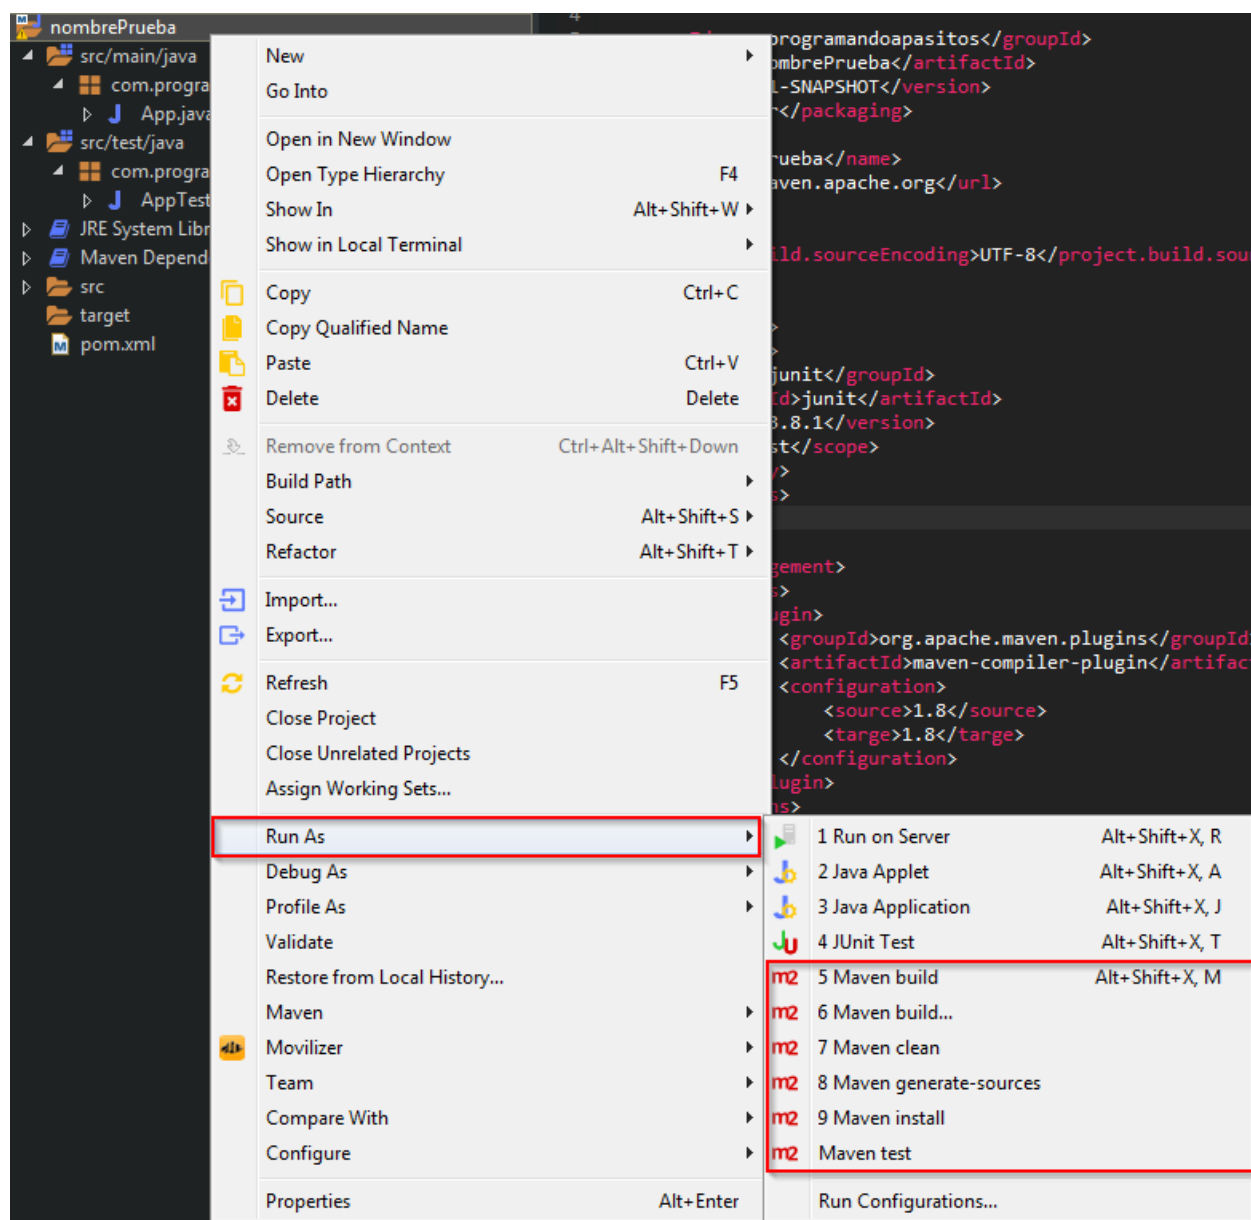 nombrePrueba
src/main/java
com.progra
App.java
src/test/java
com.progra
AppTest
JRE System Libr
Maven Depend
src
target
pom.xml
New
Go Into
Open in New Window
Open Type Hierarchy F4
Show In Alt+Shift+W
Show in Local Terminal
Copy Ctrl+C
Copy Qualified Name
Paste Ctrl+V
Delete Delete
Remove from Context Ctrl+Alt+Shift+Down
Build Path
Source Alt+Shift+S
Refactor Alt+Shift+T
Import...
Export...
Refresh F5
Close Project
Close Unrelated Projects
Assign Working Sets...
Run As
Debug As
Profile As
Validate
Restore from Local History...
Maven
Movilizer
Team
Compare With
Configure
Properties Alt+Enter
4
programandoapasitos</groupId>
ombrePrueba</artifactId>
1-SNAPSHOT</version>
</packaging>
rueba</name>
aven.apache.org</url>
ild.sourceEncoding>UTF-8</project.build.sou
>
>
junit</groupId>
Id>junit</artifactId>
3.8.1</version>
st</scope>
y>
s>
gement>
s>
ugin>
<groupId>org.apache.maven.plugins</groupId
<artifactId>maven-compiler-plugin</artifac
<configuration>
<source>1.8</source>
<targe>1.8</targe>
</configuration>
lugin>
ns>
1 Run on Server Alt+Shift+X, R
2 Java Applet Alt+Shift+X, A
3 Java Application Alt+Shift+X, J
4 JUnit Test Alt+Shift+X, T
m2 5 Maven build Alt+Shift+X, M
m2 6 Maven build...
m2 7 Maven clean
m2 8 Maven generate-sources
m2 9 Maven install
m2 Maven test
Run Configurations...